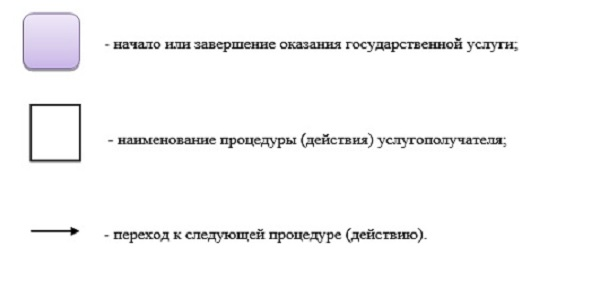 - начало или завершение оказания государственной услуги;
- наименование процедуры (действия) услугополучателя;
- переход к следующей процедуре (действию).